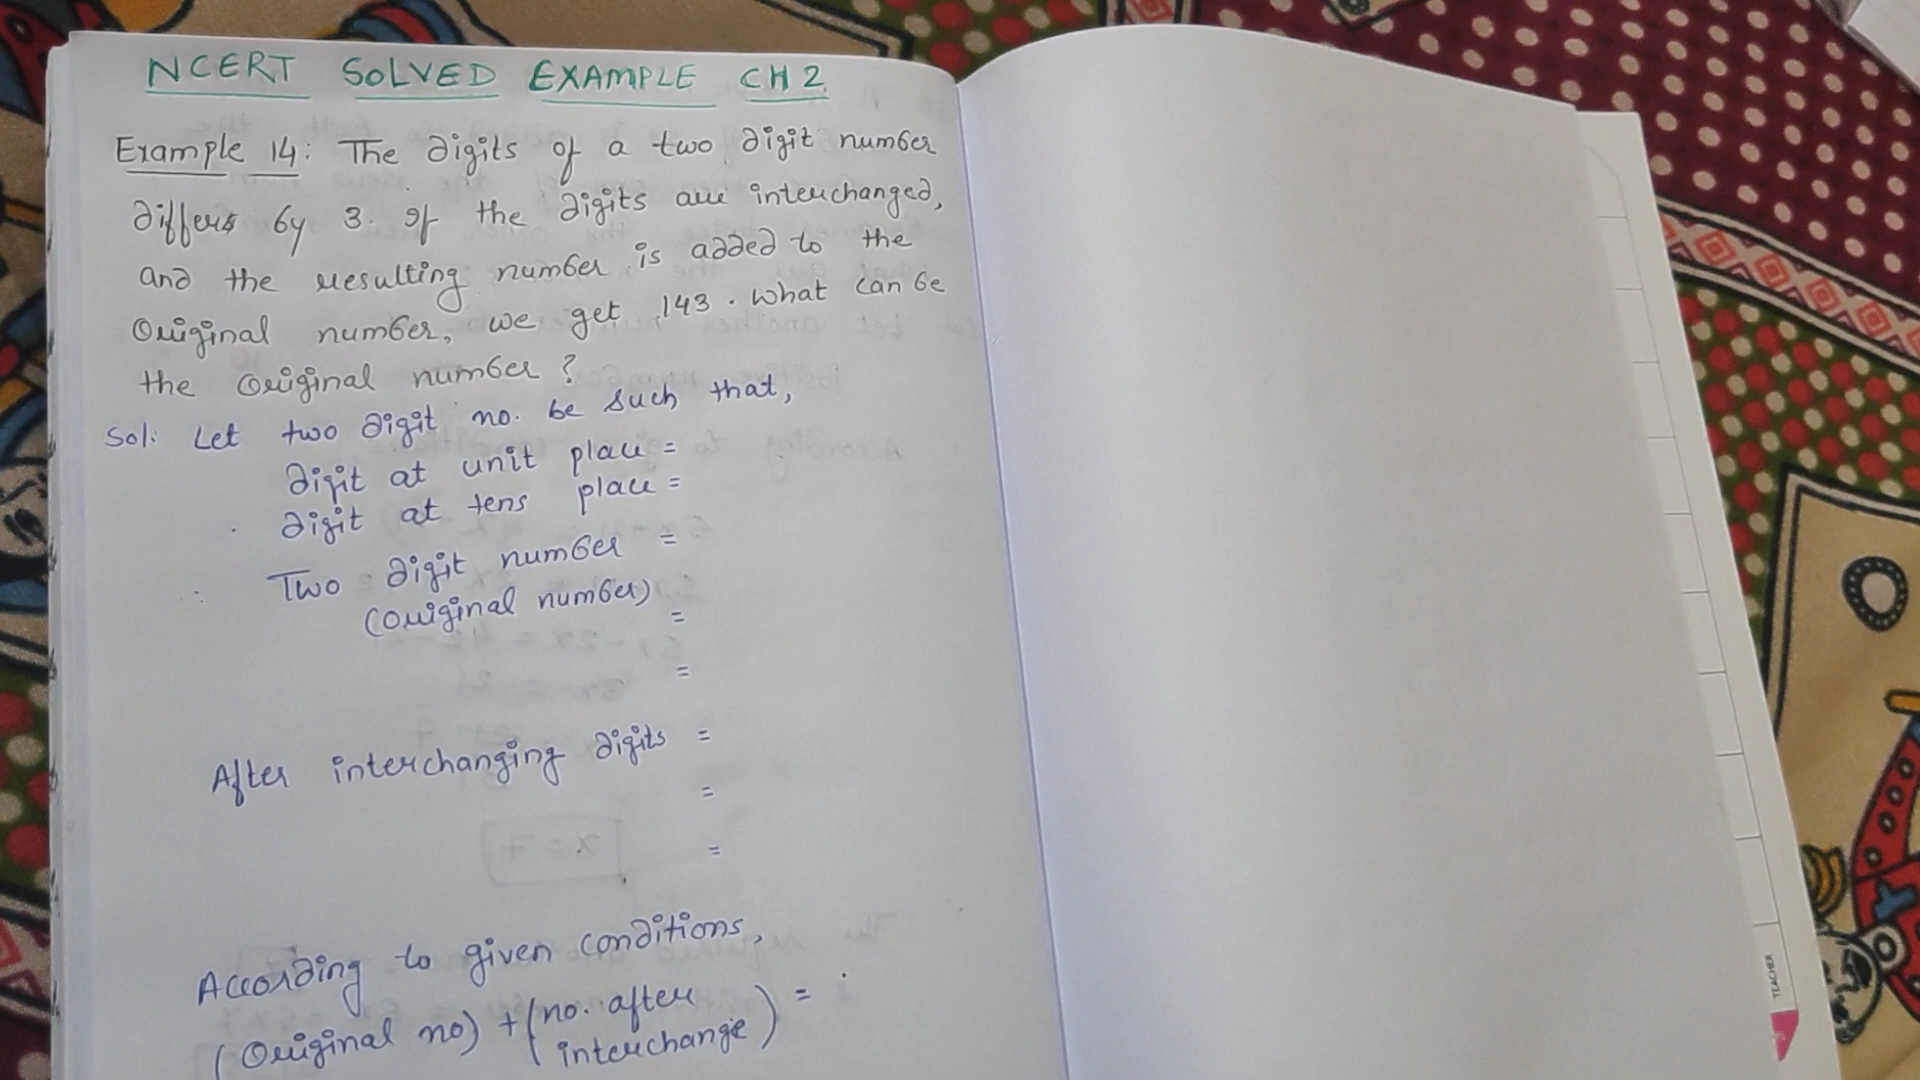 NCERT SOLVED EXAMPLE CH 2.
Example 14: The digits of a two digit number
differs by 3. If the digits are interchanged,
and the resulting number is added to the
Original number, we get 143. What can be
the Original number?
Sol: Let two digit no. be such that,
digit at unit place =
digit at tens place =
∴ Two digit number =
(Original number)
=
=
After interchanging digits =
=
=
According to given conditions,
(Original no) + (no. after interchange) =
TEACHER